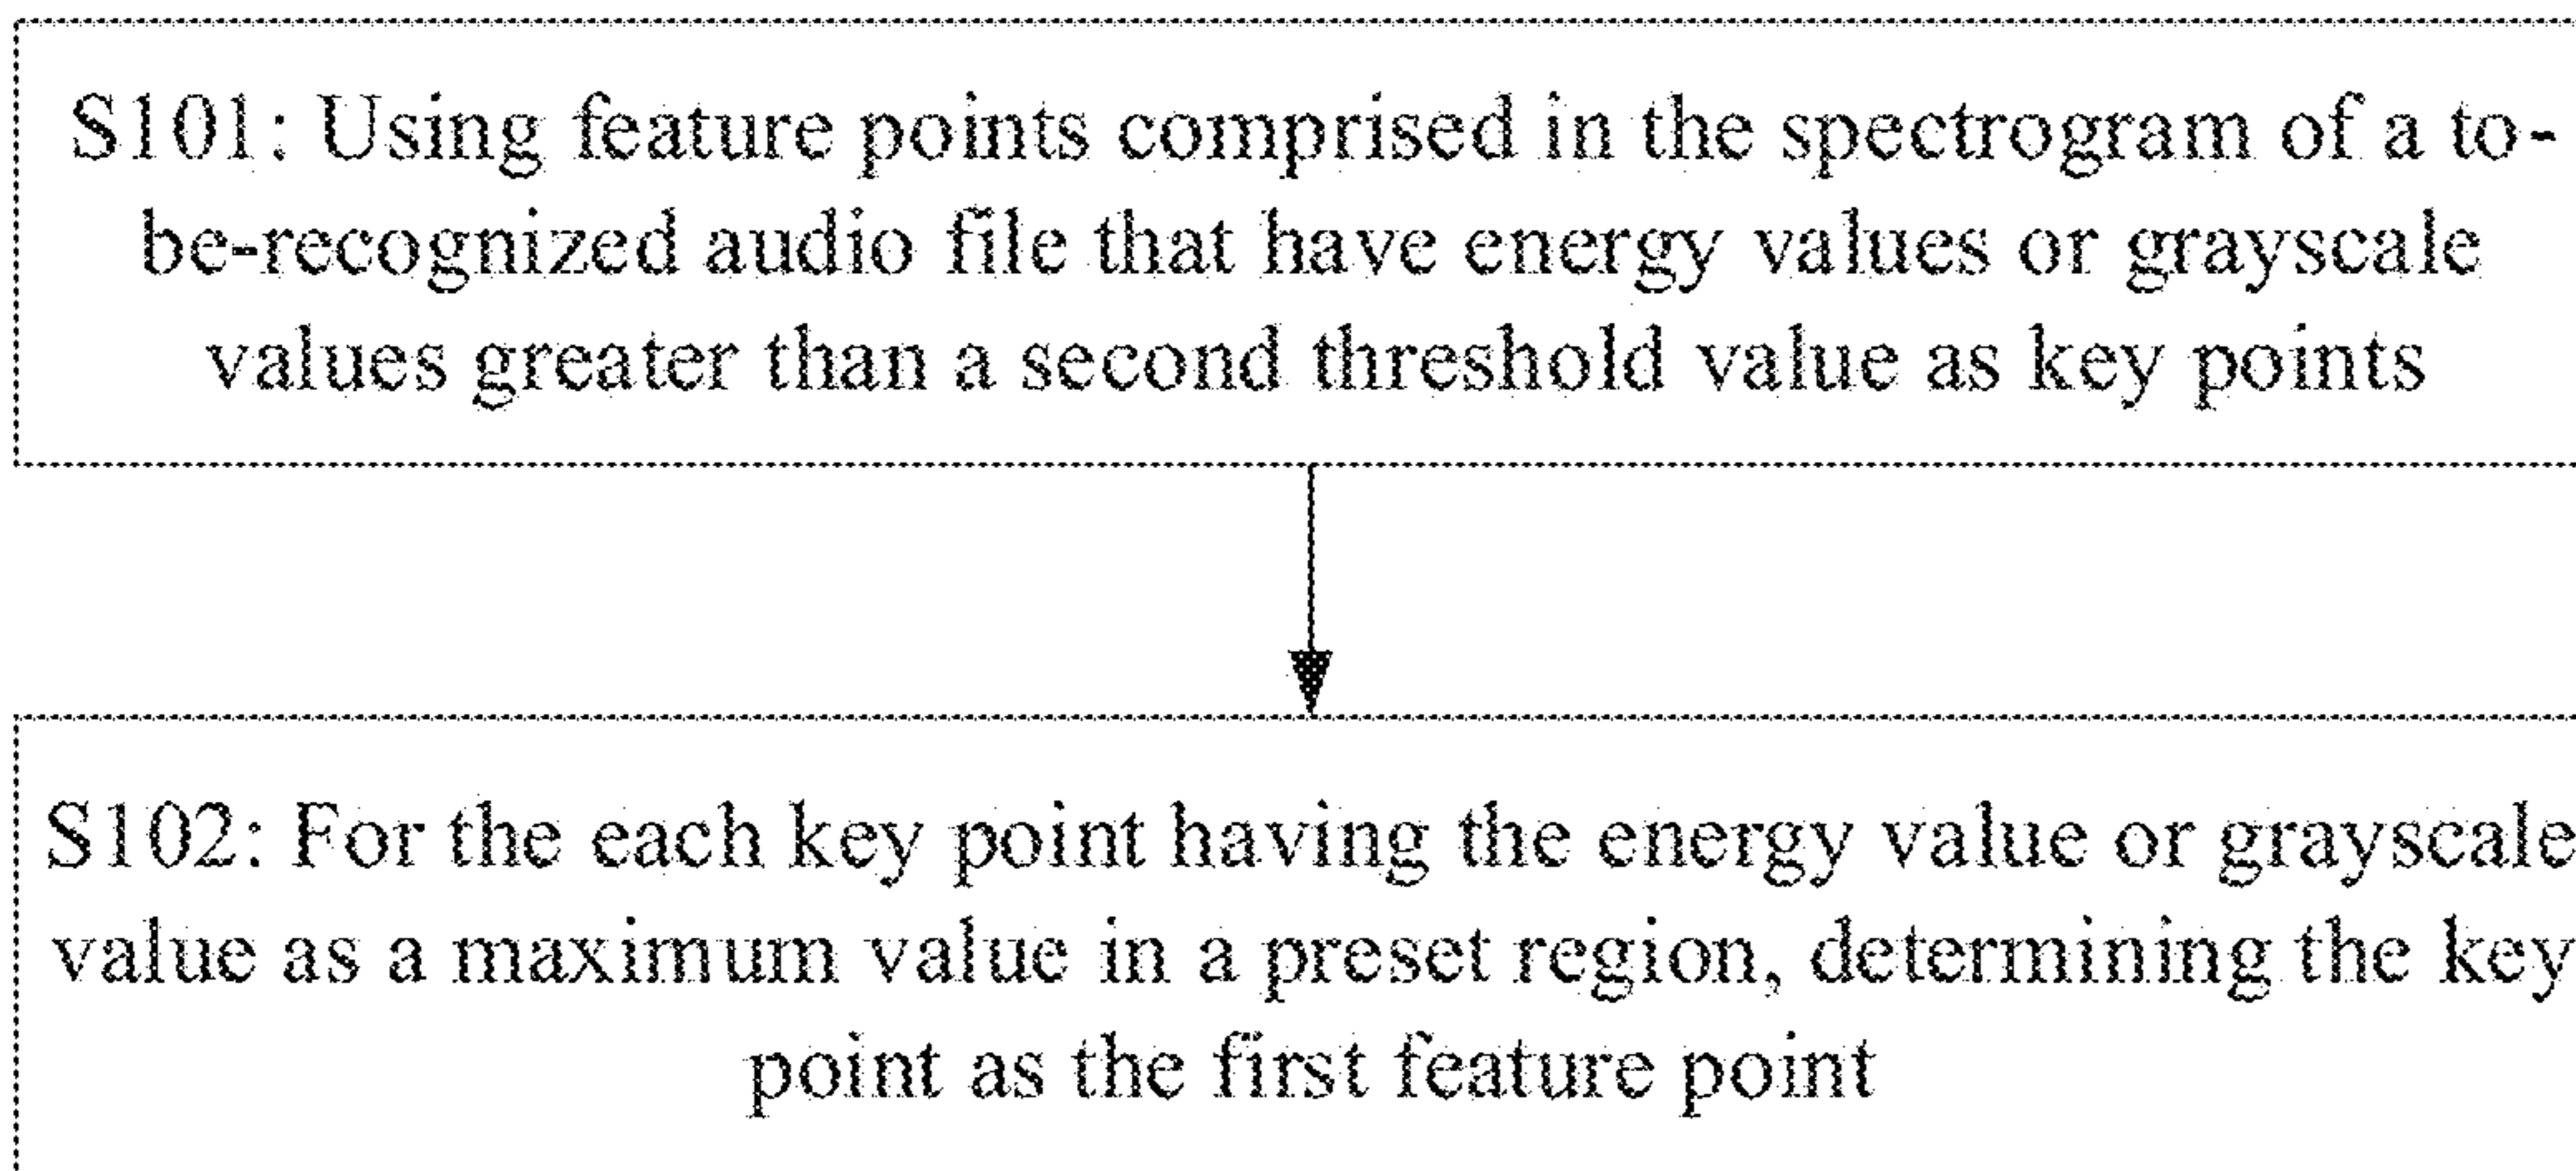 S101: Using feature points comprised in the spectrogram of a to-
be-recognized audio file that have energy values or grayscale
values greater than a second threshold value as key points
S102: For the each key point having the energy value or grayscale
value as a maximum value in a preset region, determining the key
point as the first feature point